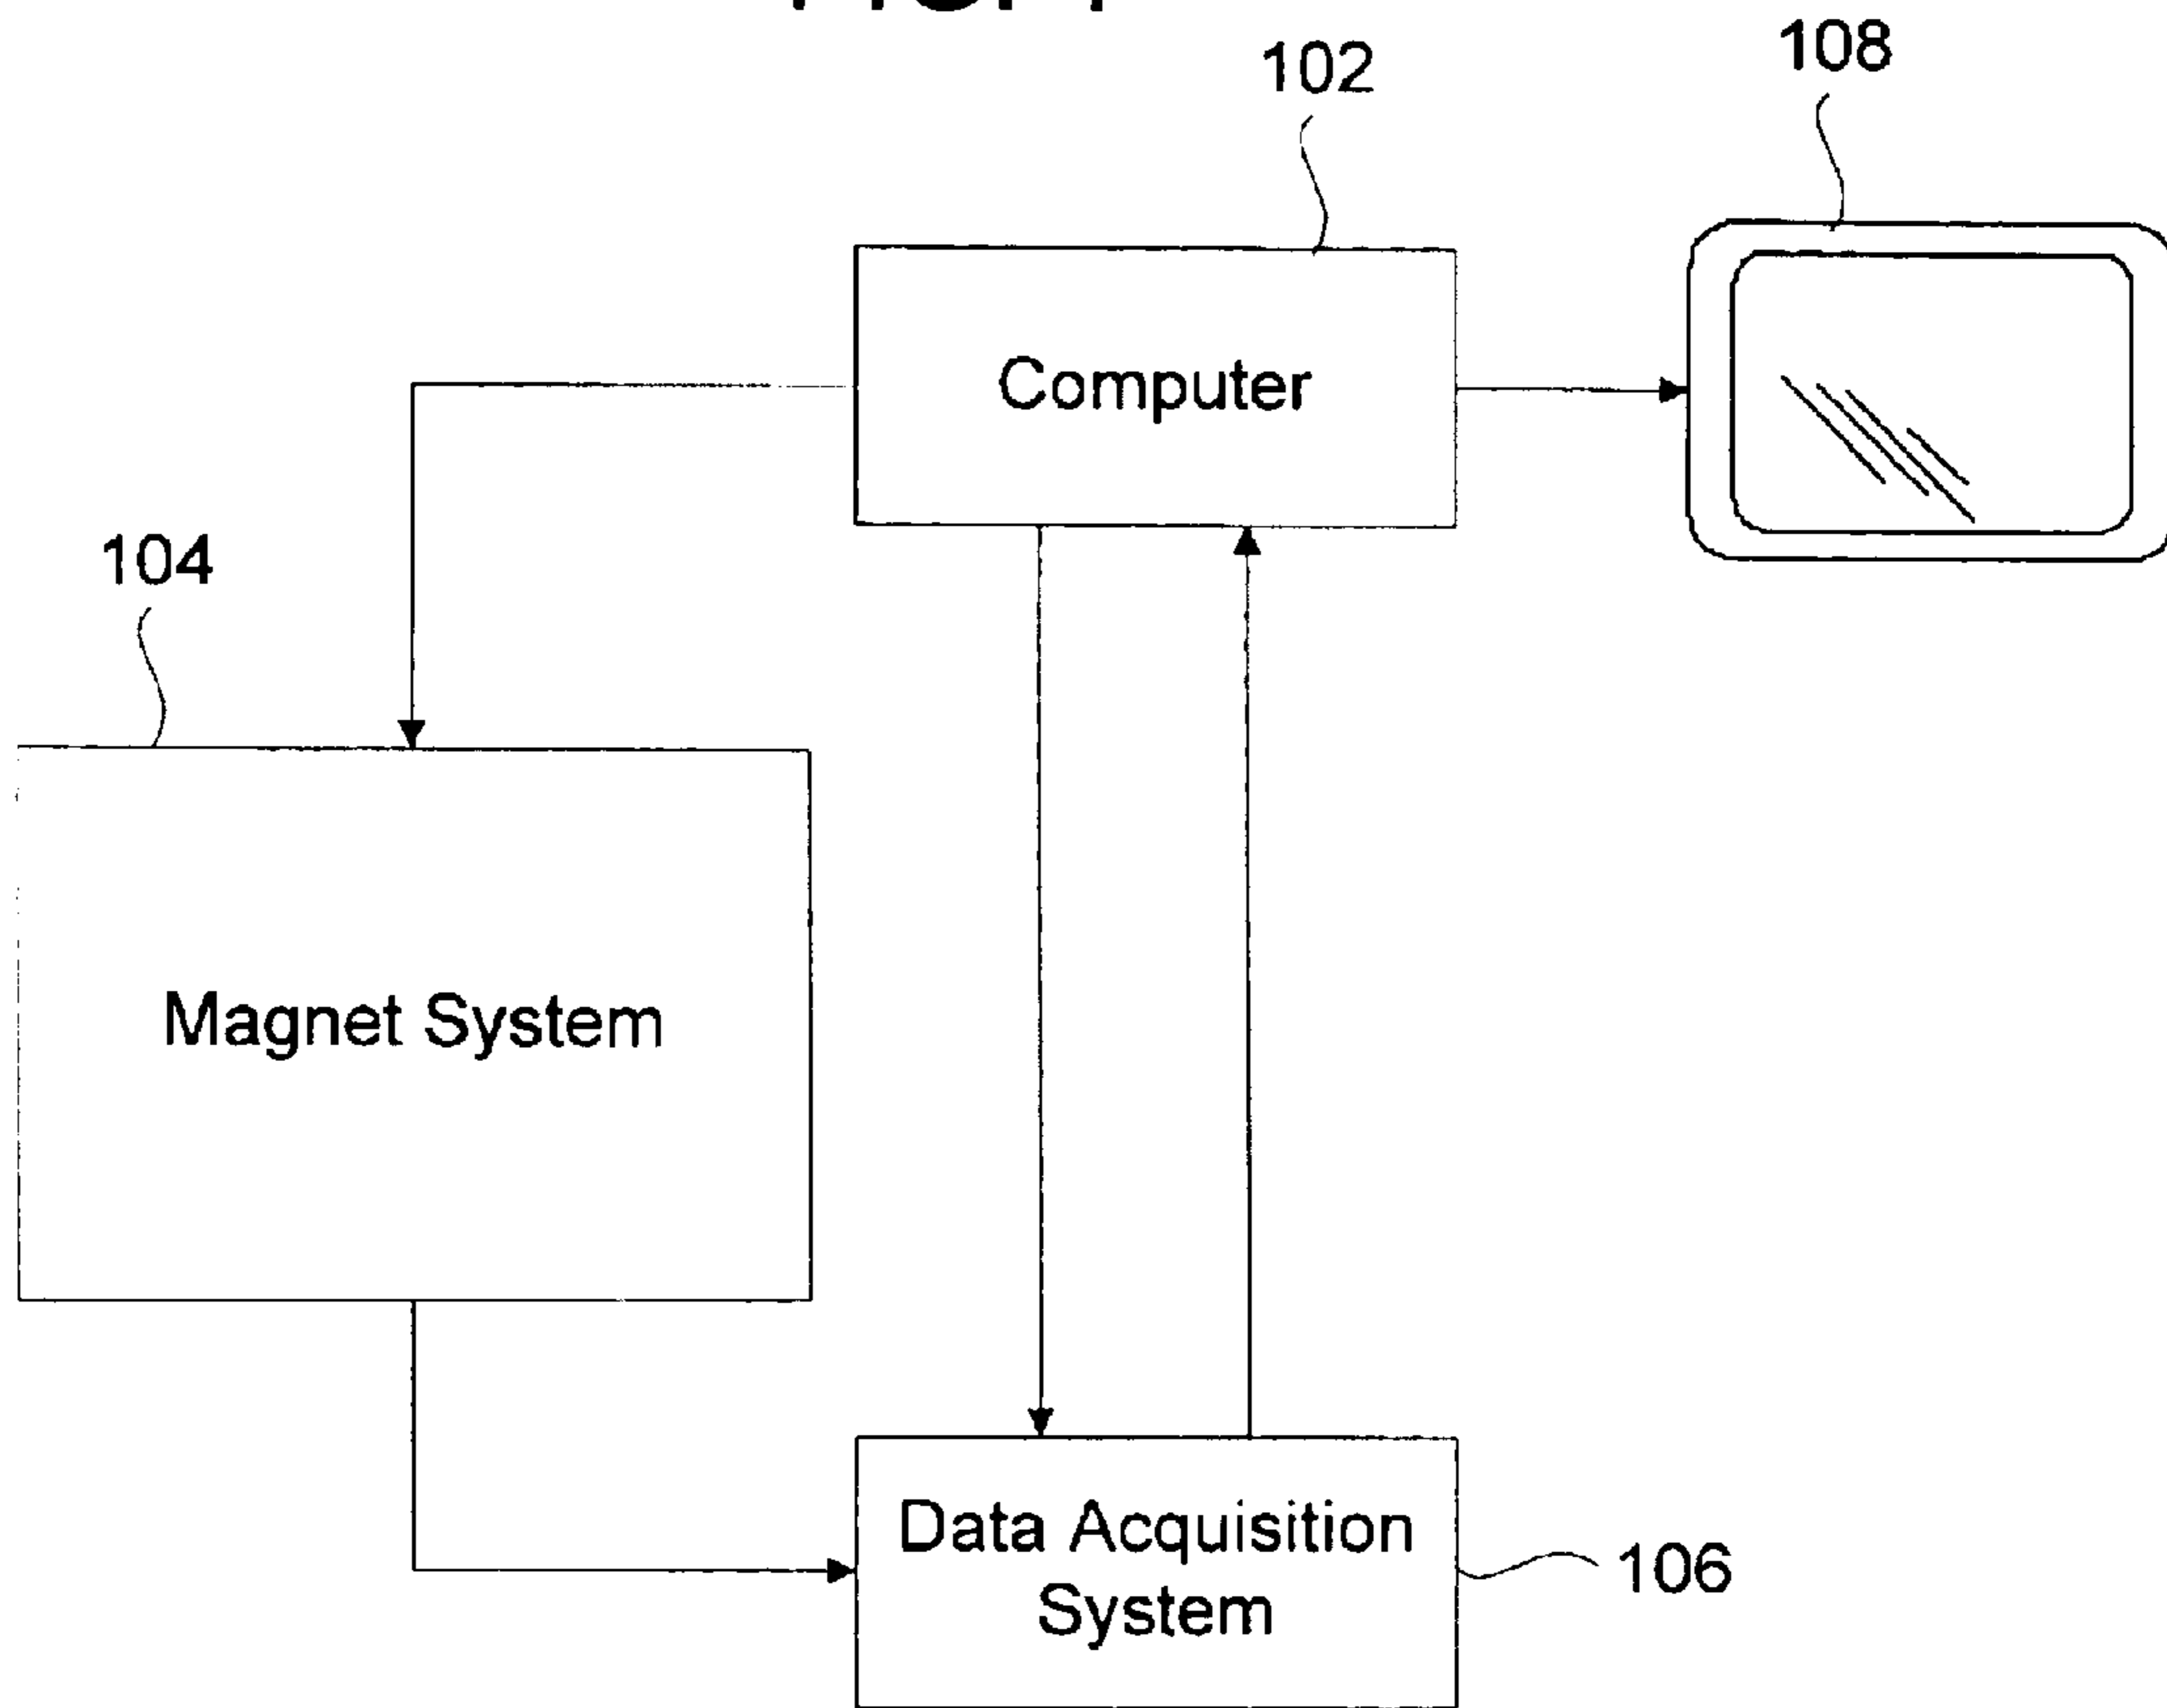 102
108
Computer
104
Magnet System
Data Acquisition
System
106